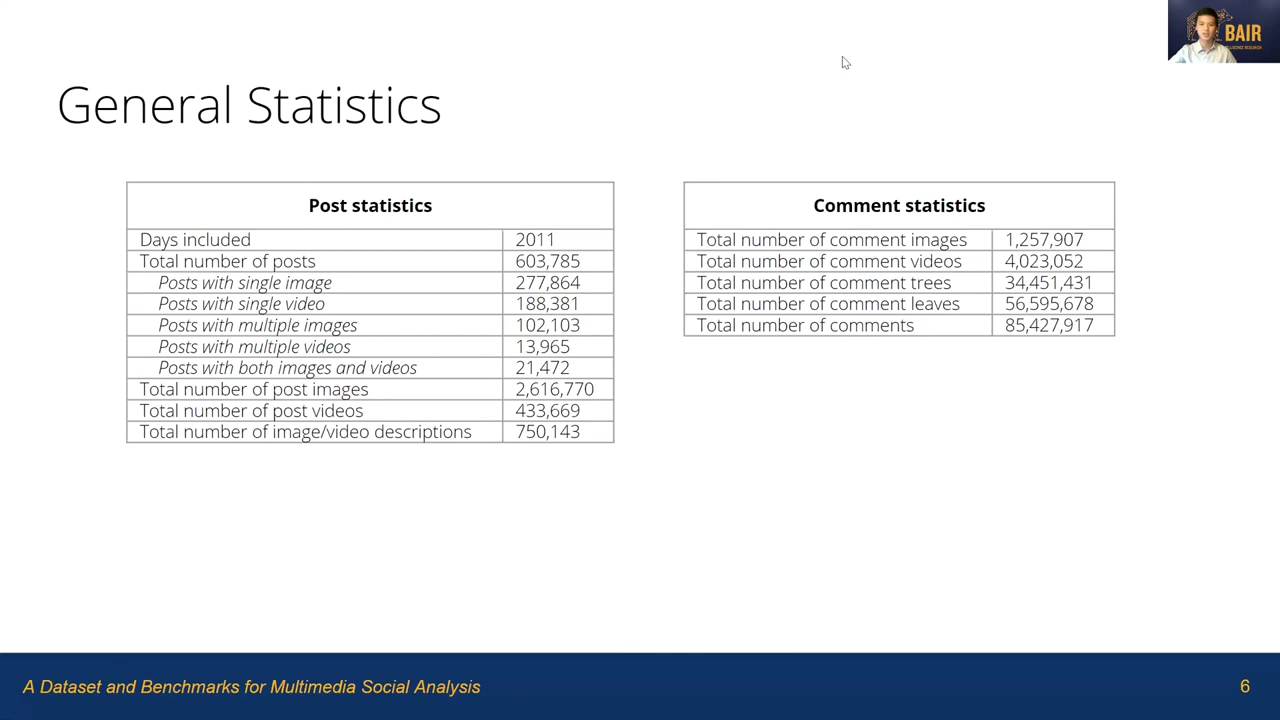 BAIR
General Statistics
Post statistics
Days included 2011
Total number of posts 603,785
Posts with single image 277,864
Posts with single video 188,381
Posts with multiple images 102,103
Posts with multiple videos 13,965
Posts with both images and videos 21,472
Total number of post images 2,616,770
Total number of post videos 433,669
Total number of image/video descriptions 750,143
Comment statistics
Total number of comment images 1,257,907
Total number of comment videos 4,023,052
Total number of comment trees 34,451,431
Total number of comment leaves 56,595,678
Total number of comments 85,427,917
A Dataset and Benchmarks for Multimedia Social Analysis
6